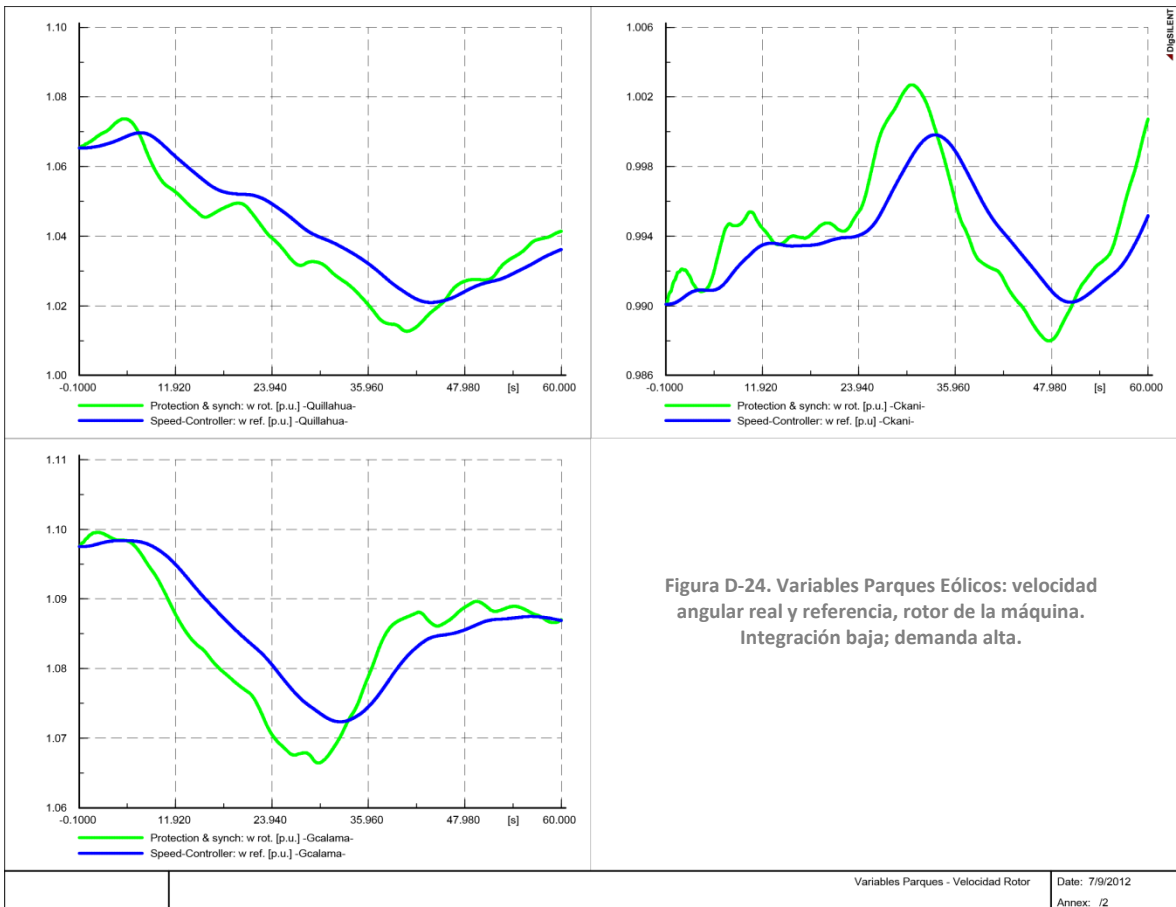 1.10
1.08
1.06
1.04
1.02
1.00
-0.1000 11.920 23.940 35.960 47.980 [s] 60.000
Protection & synch: w rot. [p.u.] -Quillahua-
Speed-Controller: w ref. [p.u.] -Quillahua-
1.006
1.002
0.998
0.994
0.990
0.986
-0.1000 11.920 23.940 35.960 47.980 [s] 60.000
Protection & synch: w rot. [p.u.] -Ckani-
Speed-Controller: w ref. [p.u] -Ckani-
DIgSILENT
1.11
1.10
1.09
1.08
1.07
1.06
-0.1000 11.920 23.940 35.960 47.980 [s] 60.000
Protection & synch: w rot. [p.u.] -Gcalama-
Speed-Controller: w ref. [p.u.] -Gcalama-
Figura D-24. Variables Parques Eólicos: velocidad
angular real y referencia, rotor de la máquina.
Integración baja; demanda alta.
Variables Parques - Velocidad Rotor
Date: 7/9/2012
Annex: /2